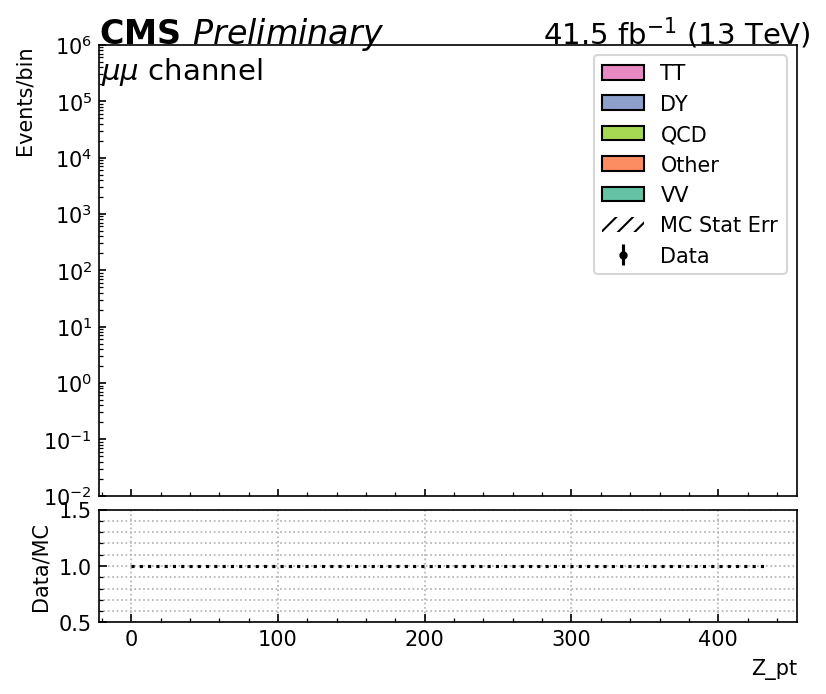 CMS Preliminary 41.5 fb⁻¹ (13 TeV)
μμ channel
Events/bin
10⁶
10⁵
10⁴
10³
10²
10¹
10⁰
10⁻¹
10⁻²
TT
DY
QCD
Other
VV
MC Stat Err
Data
Data/MC
1.5
1.0
0.5
0 100 200 300 400
Z_pt